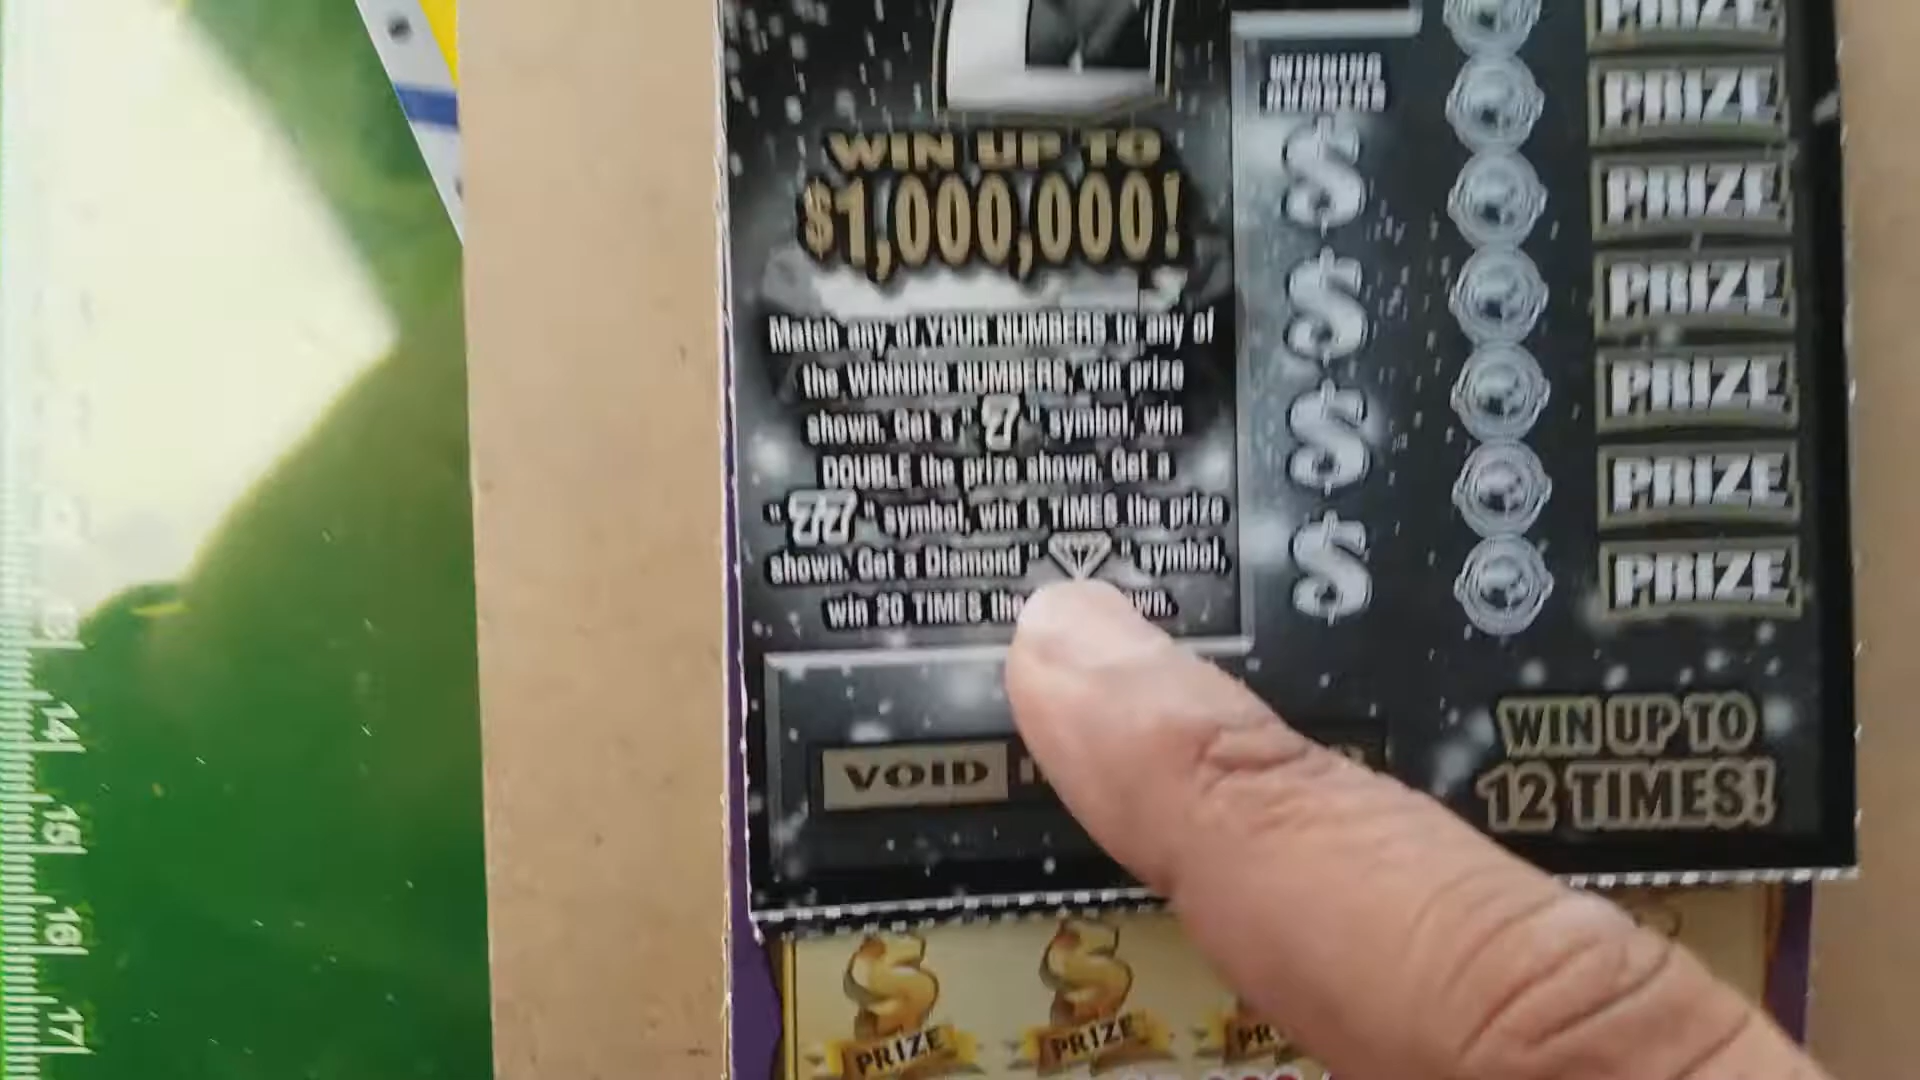 WIN UP TO
$1,000,000!
Match any of YOUR NUMBERS to any of
the WINNING NUMBERS, win prize
shown. Get a "7" symbol, win
DOUBLE the prize shown. Get a
"77" symbol, win 5 TIMES the prize
shown. Get a Diamond " " symbol,
win 20 TIMES the
VOID
WINNING
NUMBERS
$
$
$
$
PRIZE
PRIZE
PRIZE
PRIZE
PRIZE
PRIZE
PRIZE
WIN UP TO
12 TIMES!
$ $
PRIZE PRIZE
14
15
16
17